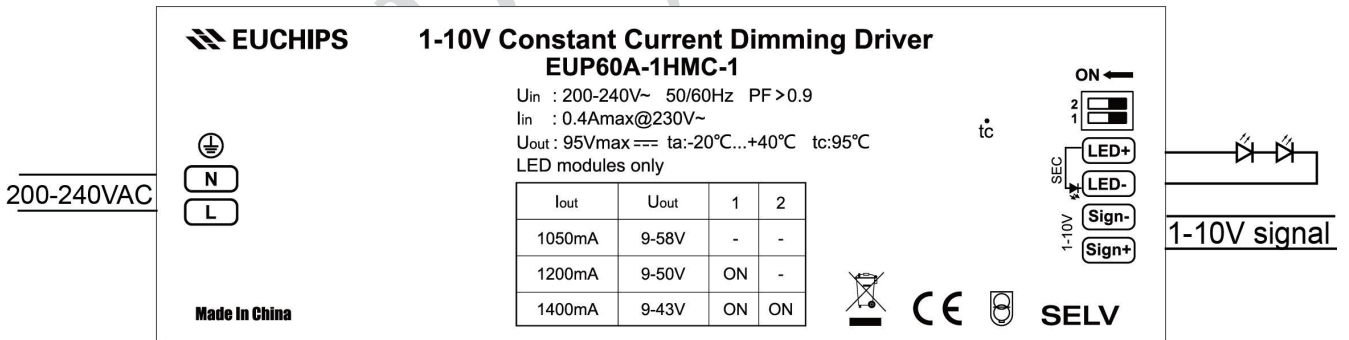 EUCHIPS
1-10V Constant Current Dimming Driver
EUP60A-1HMC-1
Uin : 200-240V~ 50/60Hz PF>0.9
Iin : 0.4Amax@230V~
Uout : 95Vmax ⎓ ta:-20℃...+40℃ tc:95℃
LED modules only
Iout Uout 1 2
1050mA 9-58V - -
1200mA 9-50V ON -
1400mA 9-43V ON ON
200-240VAC
N
L
Made In China
tc
ON
2
1
SEC
LED+
LED-
1-10V
Sign-
Sign+
1-10V signal
CE
SELV